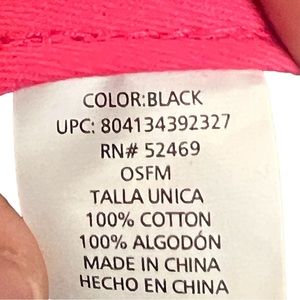 COLOR:BLACK
UPC: 804134392327
RN# 52469
OSFM
TALLA UNICA
100% COTTON
100% ALGODÓN
MADE IN CHINA
HECHO EN CHINA